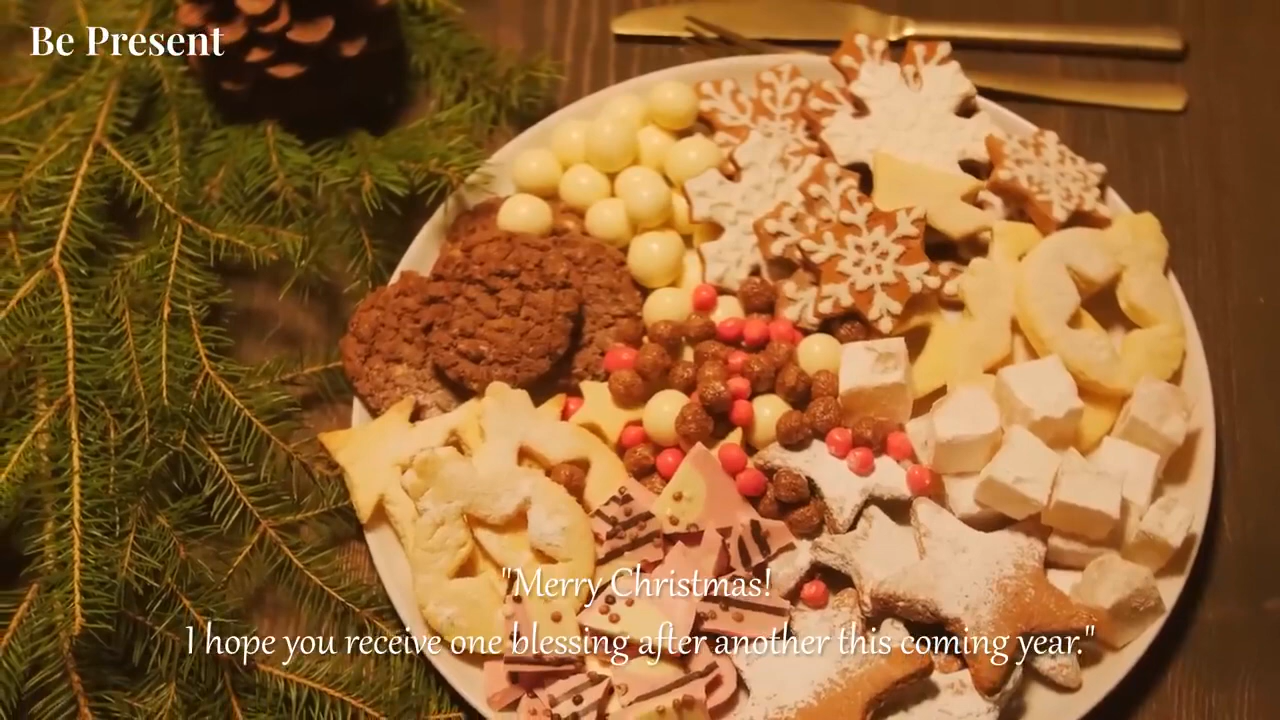 Be Present
"Merry Christmas!
I hope you receive one blessing after another this coming year."